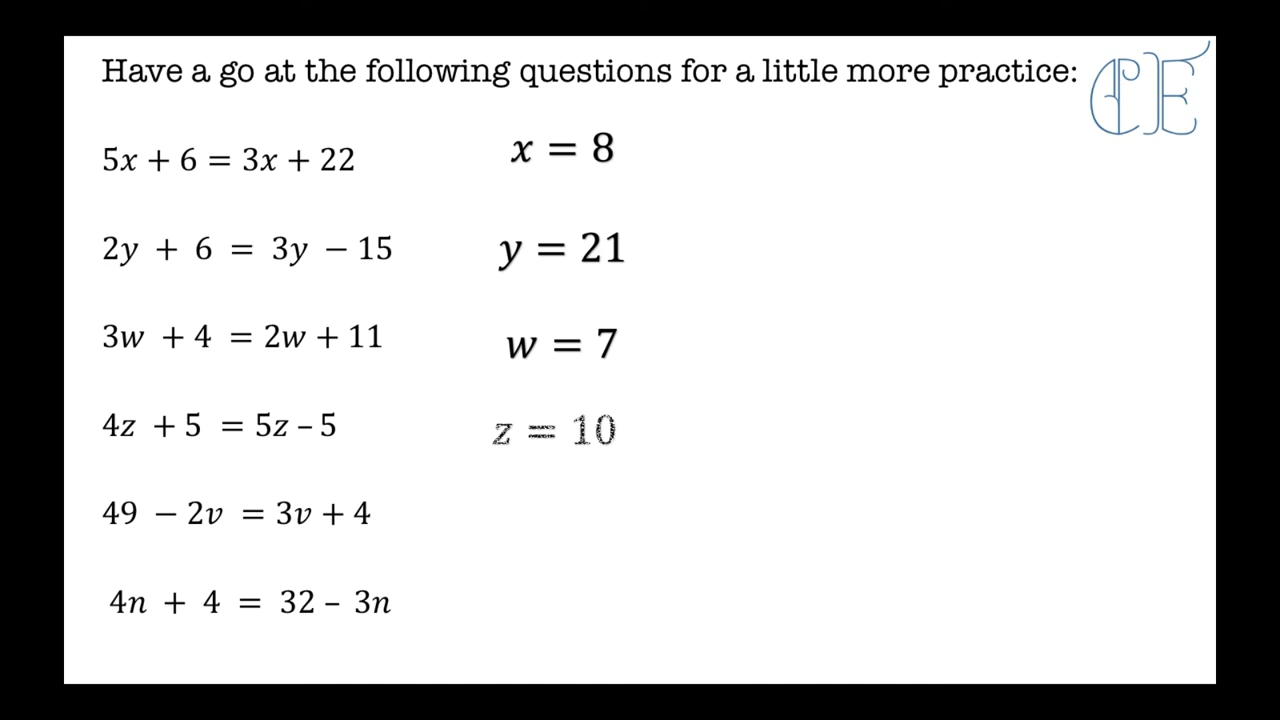 Have a go at the following questions for a little more practice:
CE
5x + 6 = 3x + 22 x = 8
2y + 6 = 3y − 15 y = 21
3w + 4 = 2w + 11 w = 7
4z + 5 = 5z – 5 z = 10
49 − 2v = 3v + 4
4n + 4 = 32 – 3n